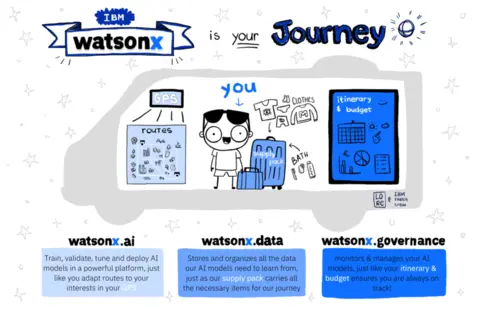 IBM
watsonx is your Journey
you
GPS
routes
CLOTHES
supply pack
BATH
itinerary
& budget
watsonx.ai
Train, validate, tune and deploy AI
models in a powerful platform, just
like you adapt routes to your
interests in your GPS
watsonx.data
Stores and organizes all the data
our AI models need to learn from,
just as our supply pack carries all
the necessary items for our journey
watsonx.governance
monitors & manages your AI
models, just like your itinerary &
budget ensures you are always on
track!